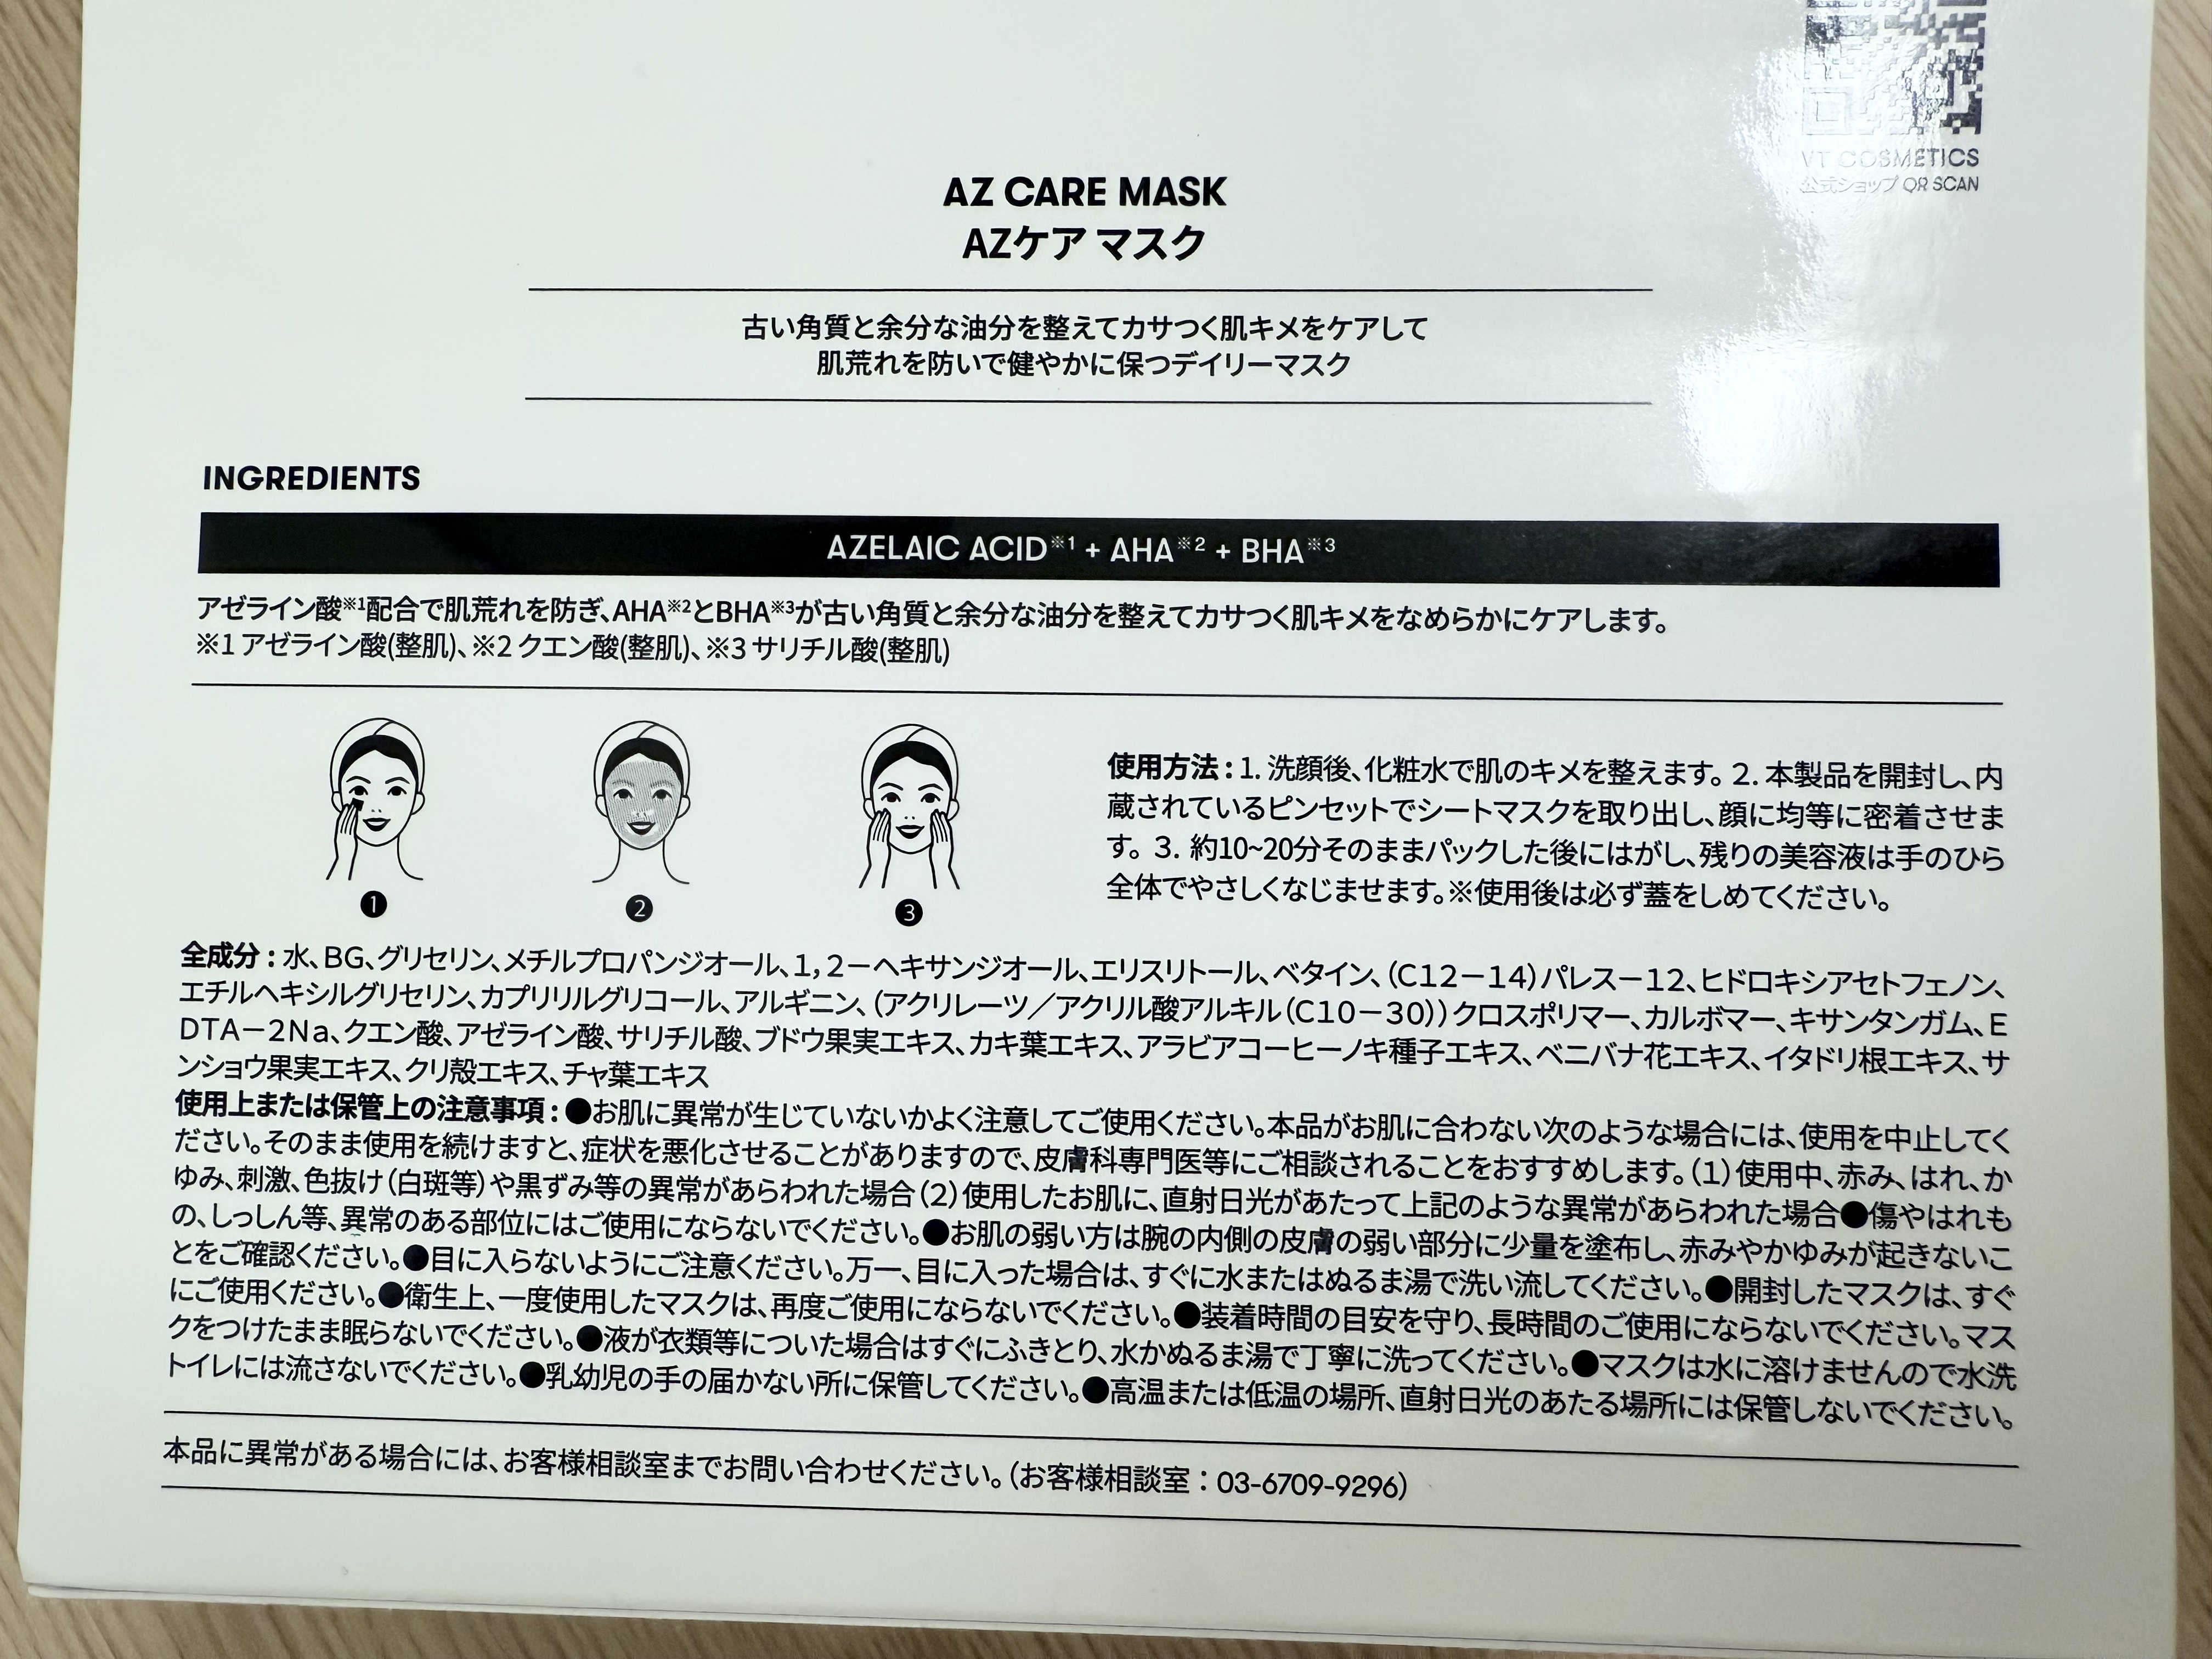 VT COSMETICS
公式ショップ QR SCAN
AZ CARE MASK
AZケア マスク
古い角質と余分な油分を整えてカサつく肌キメをケアして
肌荒れを防いで健やかに保つデイリーマスク
INGREDIENTS
AZELAIC ACID※1 + AHA※2 + BHA※3
アゼライン酸※1配合で肌荒れを防ぎ、AHA※2とBHA※3が古い角質と余分な油分を整えてカサつく肌キメをなめらかにケアします。
※1 アゼライン酸(整肌)、※2 クエン酸(整肌)、※3 サリチル酸(整肌)
❶
❷
❸
使用方法 : 1. 洗顔後、化粧水で肌のキメを整えます。 2. 本製品を開封し、内
蔵されているピンセットでシートマスクを取り出し、顔に均等に密着させま
す。 3. 約10~20分そのままパックした後にはがし、残りの美容液は手のひら
全体でやさしくなじませます。※使用後は必ず蓋をしめてください。
全成分 : 水、BG、グリセリン、メチルプロパンジオール、1,2－ヘキサンジオール、エリスリトール、ベタイン、(C12－14)パレス－12、ヒドロキシアセトフェノン、
エチルヘキシルグリセリン、カプリリルグリコール、アルギニン、(アクリレーツ／アクリル酸アルキル(C10－30))クロスポリマー、カルボマー、キサンタンガム、E
DTA－2Na、クエン酸、アゼライン酸、サリチル酸、ブドウ果実エキス、カキ葉エキス、アラビアコーヒーノキ種子エキス、ベニバナ花エキス、イタドリ根エキス、サ
ンショウ果実エキス、クリ殻エキス、チャ葉エキス
使用上または保管上の注意事項 : ●お肌に異常が生じていないかよく注意してご使用ください。本品がお肌に合わない次のような場合には、使用を中止してく
ださい。そのまま使用を続けますと、症状を悪化させることがありますので、皮膚科専門医等にご相談されることをおすすめします。(1)使用中、赤み、はれ、か
ゆみ、刺激、色抜け(白斑等)や黒ずみ等の異常があらわれた場合(2)使用したお肌に、直射日光があたって上記のような異常があらわれた場合●傷やはれも
の、しっしん等、異常のある部位にはご使用にならないでください。●お肌の弱い方は腕の内側の皮膚の弱い部分に少量を塗布し、赤みやかゆみが起きないこ
とをご確認ください。●目に入らないようにご注意ください。万一、目に入った場合は、すぐに水またはぬるま湯で洗い流してください。●開封したマスクは、すぐ
にご使用ください。●衛生上、一度使用したマスクは、再度ご使用にならないでください。●装着時間の目安を守り、長時間のご使用にならないでください。マス
クをつけたまま眠らないでください。●液が衣類等についた場合はすぐにふきとり、水かぬるま湯で丁寧に洗ってください。●マスクは水に溶けませんので水洗
トイレには流さないでください。●乳幼児の手の届かない所に保管してください。●高温または低温の場所、直射日光のあたる場所には保管しないでください。
本品に異常がある場合には、お客様相談室までお問い合わせください。(お客様相談室 : 03-6709-9296)